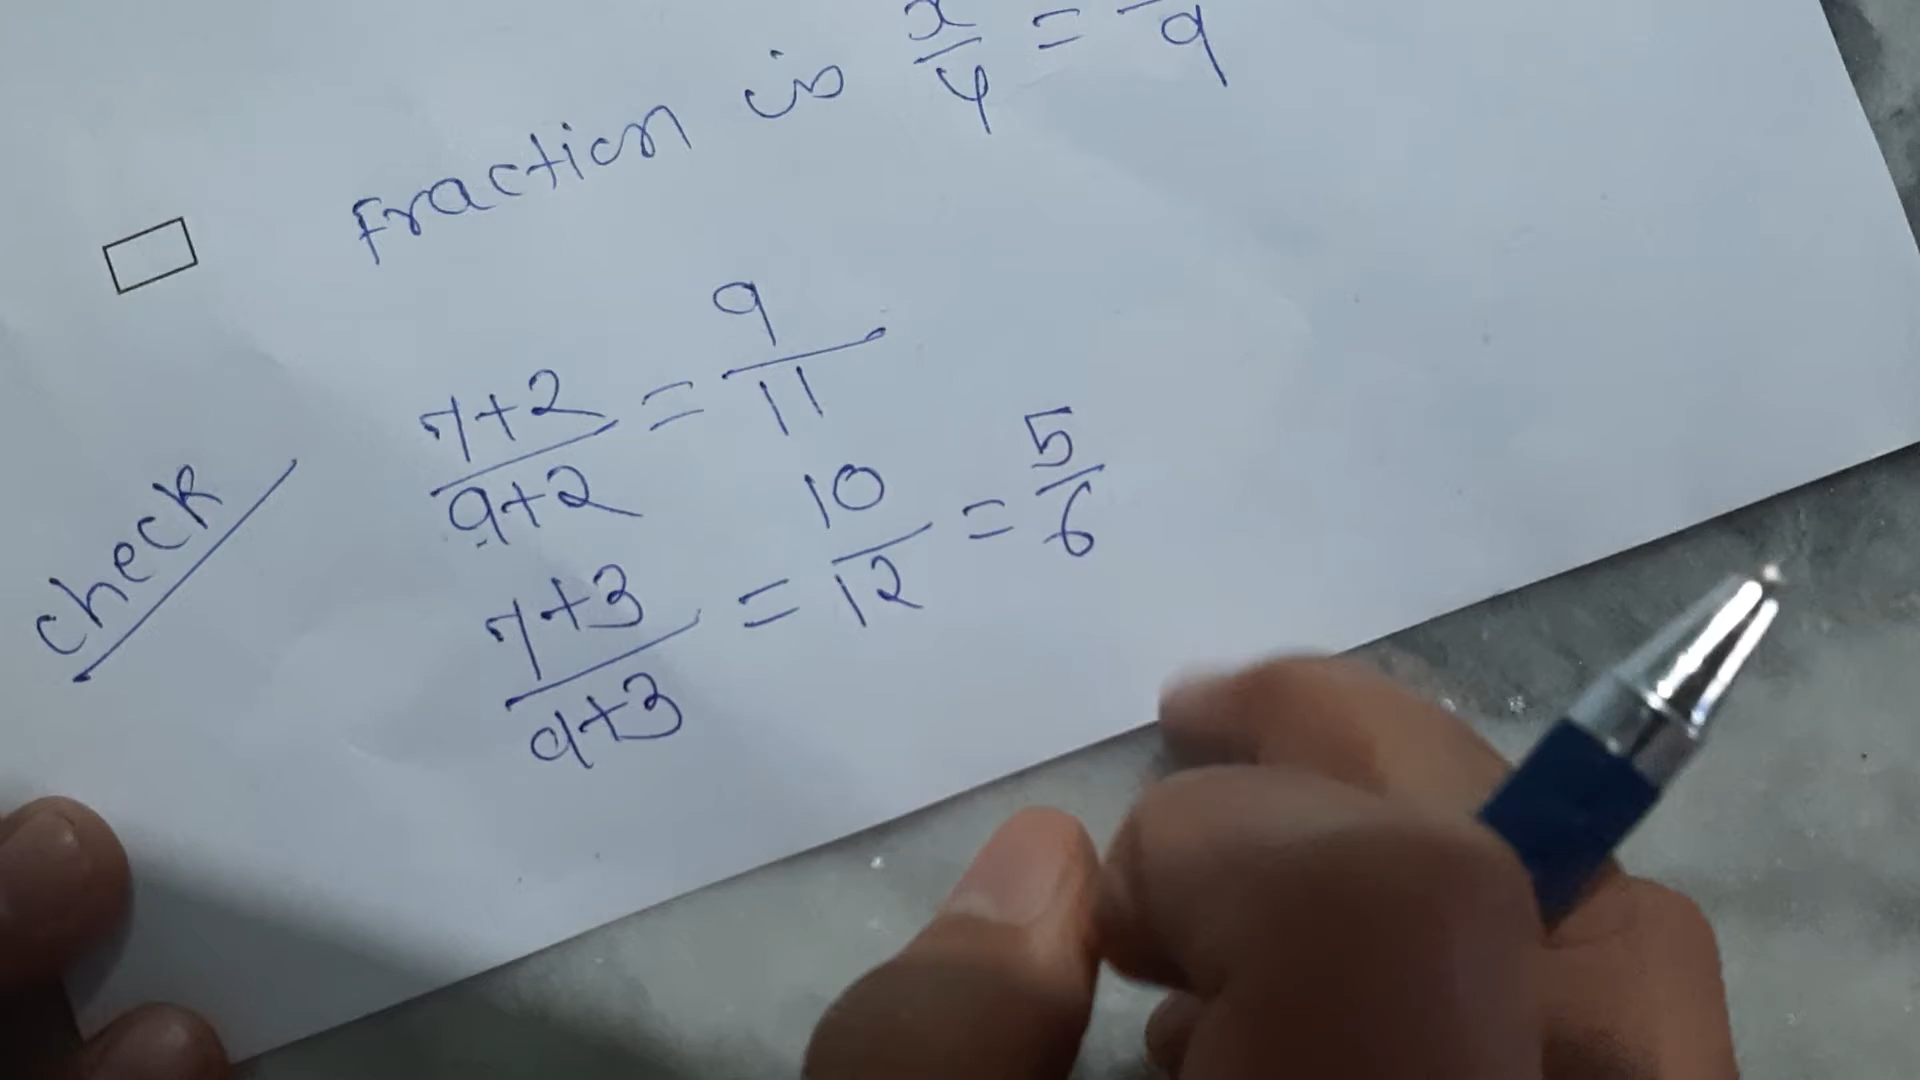 Fraction is x/y = /9
check
7+2/9+2 = 9/11
7+3/9+3 = 10/12 = 5/6